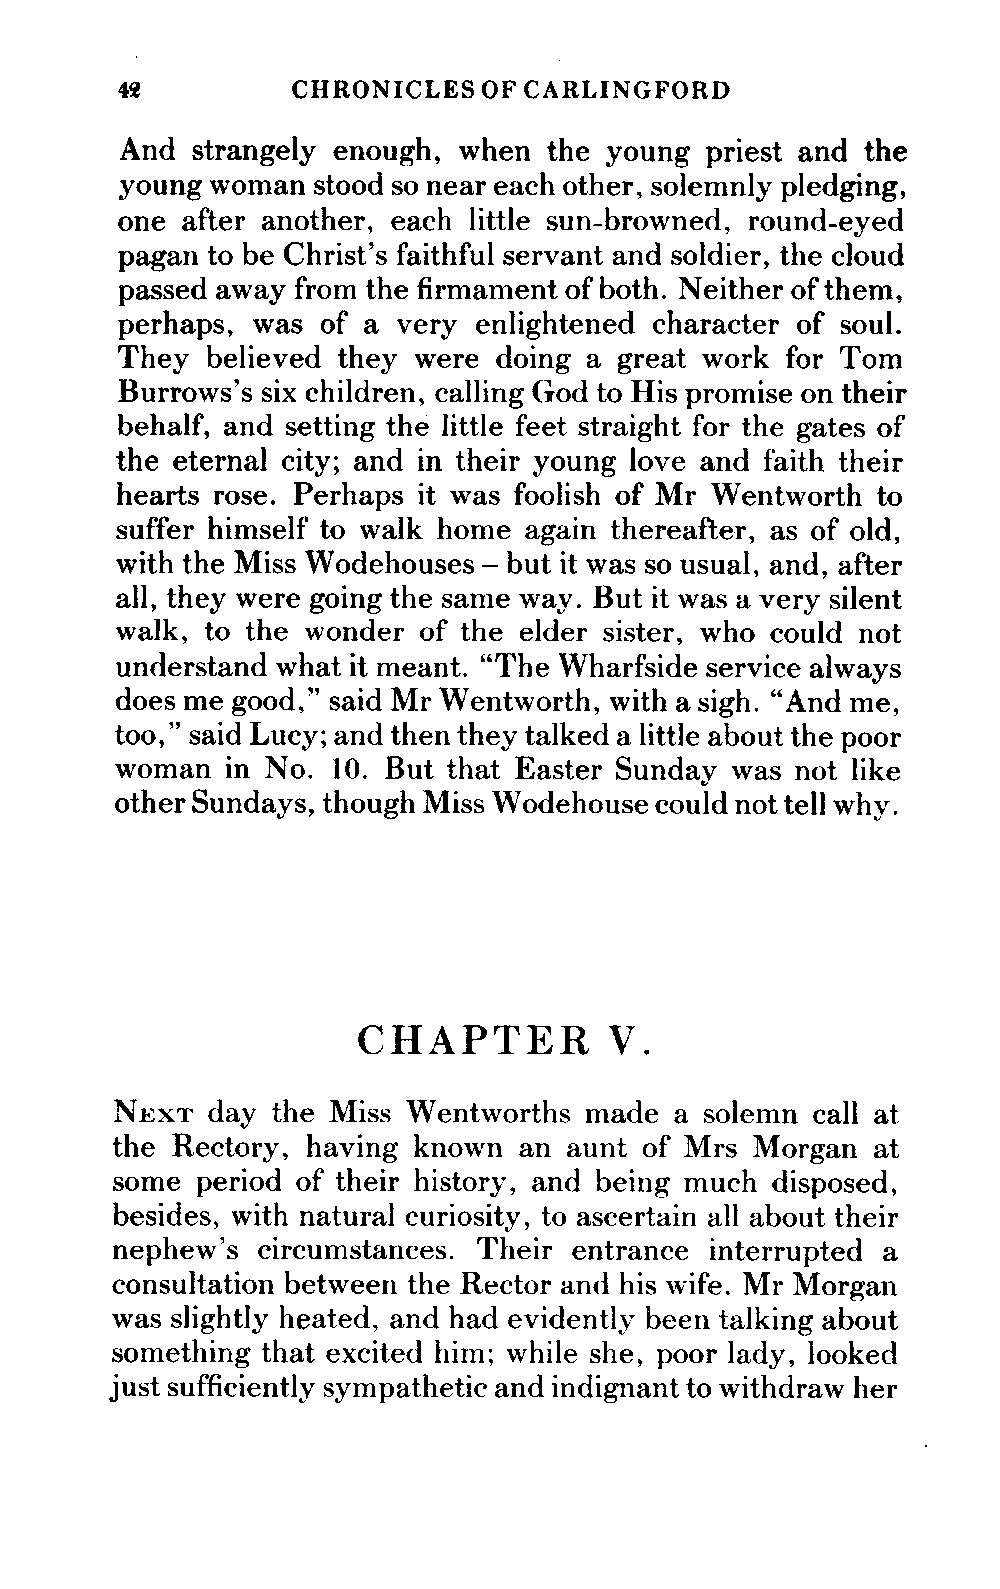 42 CHRONICLES OF CARLINGFORD
And strangely enough, when the young priest and the
young woman stood so near each other, solemnly pledging,
one after another, each little sun-browned, round-eyed
pagan to be Christ's faithful servant and soldier, the cloud
passed away from the firmament of both. Neither of them,
perhaps, was of a very enlightened character of soul.
They believed they were doing a great work for Tom
Burrows's six children, calling God to His promise on their
behalf, and setting the little feet straight for the gates of
the eternal city; and in their young love and faith their
hearts rose. Perhaps it was foolish of Mr Wentworth to
suffer himself to walk home again thereafter, as of old,
with the Miss Wodehouses – but it was so usual, and, after
all, they were going the same way. But it was a very silent
walk, to the wonder of the elder sister, who could not
understand what it meant. “The Wharfside service always
does me good,” said Mr Wentworth, with a sigh. “And me,
too,” said Lucy; and then they talked a little about the poor
woman in No. 10. But that Easter Sunday was not like
other Sundays, though Miss Wodehouse could not tell why.
CHAPTER V.
NEXT day the Miss Wentworths made a solemn call at
the Rectory, having known an aunt of Mrs Morgan at
some period of their history, and being much disposed,
besides, with natural curiosity, to ascertain all about their
nephew's circumstances. Their entrance interrupted a
consultation between the Rector and his wife. Mr Morgan
was slightly heated, and had evidently been talking about
something that excited him; while she, poor lady, looked
just sufficiently sympathetic and indignant to withdraw her